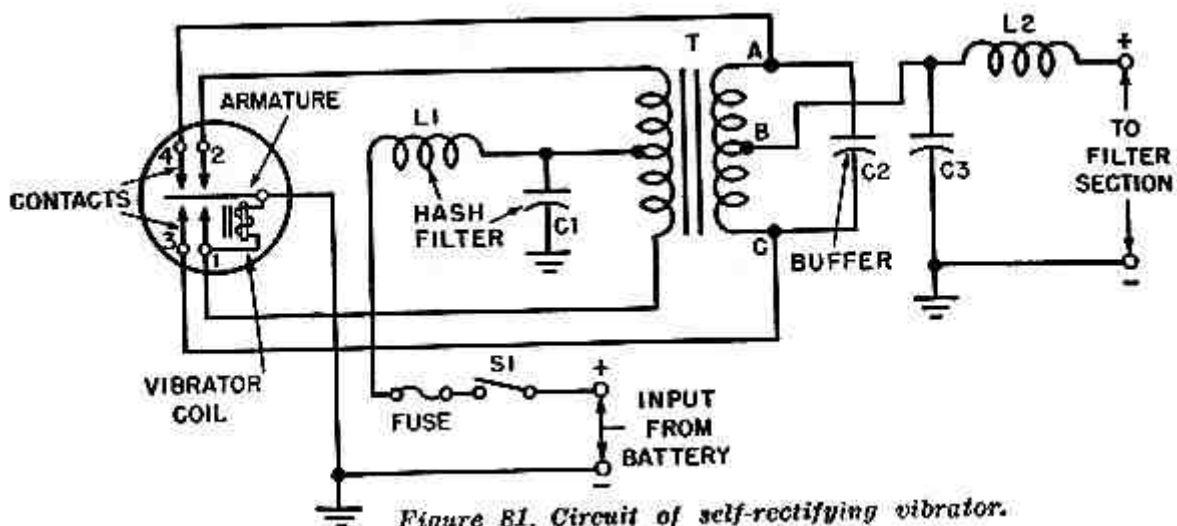 T
A
L2
+
ARMATURE
L1
4
2
B
CONTACTS
C2
C3
TO
FILTER
SECTION
HASH
FILTER
C1
3
1
C
BUFFER
-
VIBRATOR
COIL
S1
+
FUSE
INPUT
FROM
BATTERY
-
Figure 81. Circuit of self-rectifying vibrator.